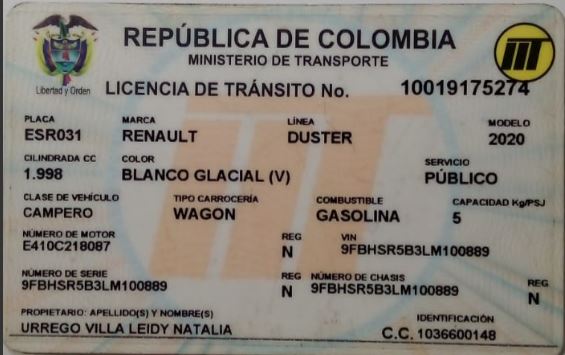 REPÚBLICA DE COLOMBIA
MINISTERIO DE TRANSPORTE
Libertad y Orden
LICENCIA DE TRÁNSITO No. 10019175274
PLACA MARCA LÍNEA MODELO
ESR031 RENAULT DUSTER 2020
CILINDRADA CC COLOR SERVICIO
1.998 BLANCO GLACIAL (V) PÚBLICO
CLASE DE VEHÍCULO TIPO CARROCERÍA COMBUSTIBLE CAPACIDAD Kg/PSJ
CAMPERO WAGON GASOLINA 5
NÚMERO DE MOTOR REG VIN
E410C218087 N 9FBHSR5B3LM100889
NÚMERO DE SERIE REG NÚMERO DE CHASIS REG
9FBHSR5B3LM100889 N 9FBHSR5B3LM100889 N
PROPIETARIO: APELLIDO(S) Y NOMBRE(S) IDENTIFICACIÓN
URREGO VILLA LEIDY NATALIA C.C. 1036600148